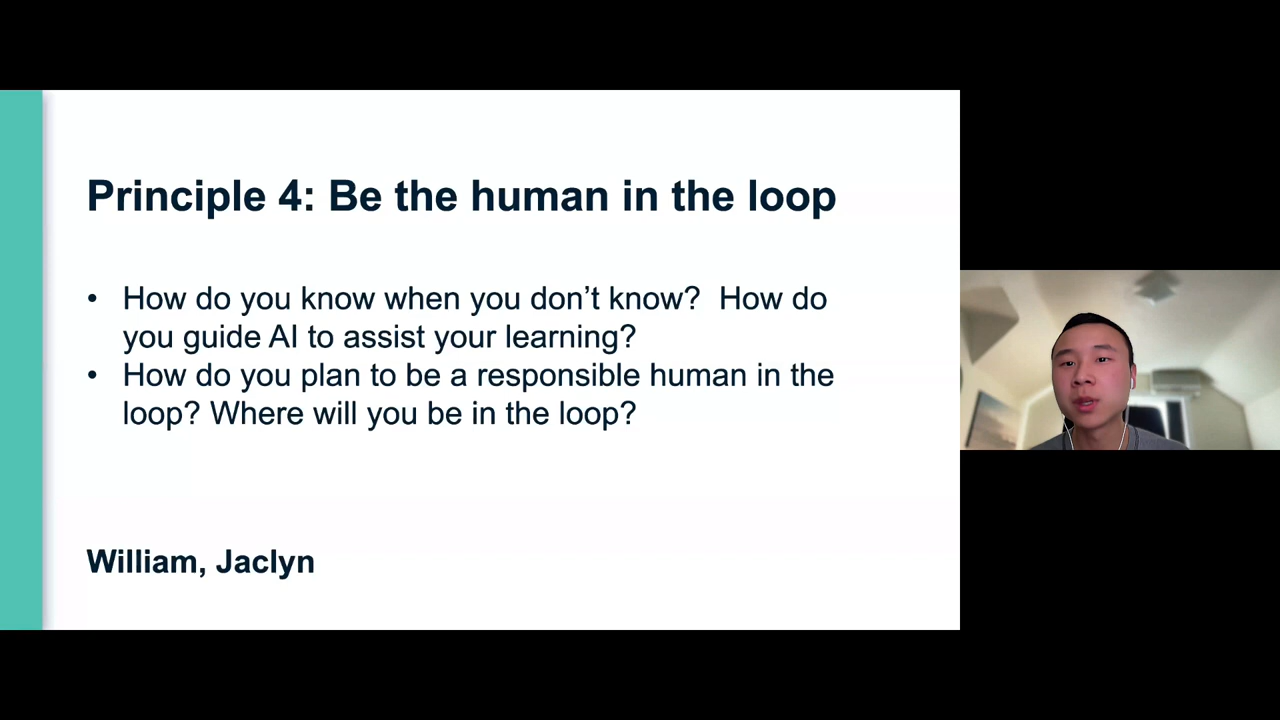 Principle 4: Be the human in the loop
• How do you know when you don’t know?  How do
you guide AI to assist your learning?
• How do you plan to be a responsible human in the
loop? Where will you be in the loop?
William, Jaclyn